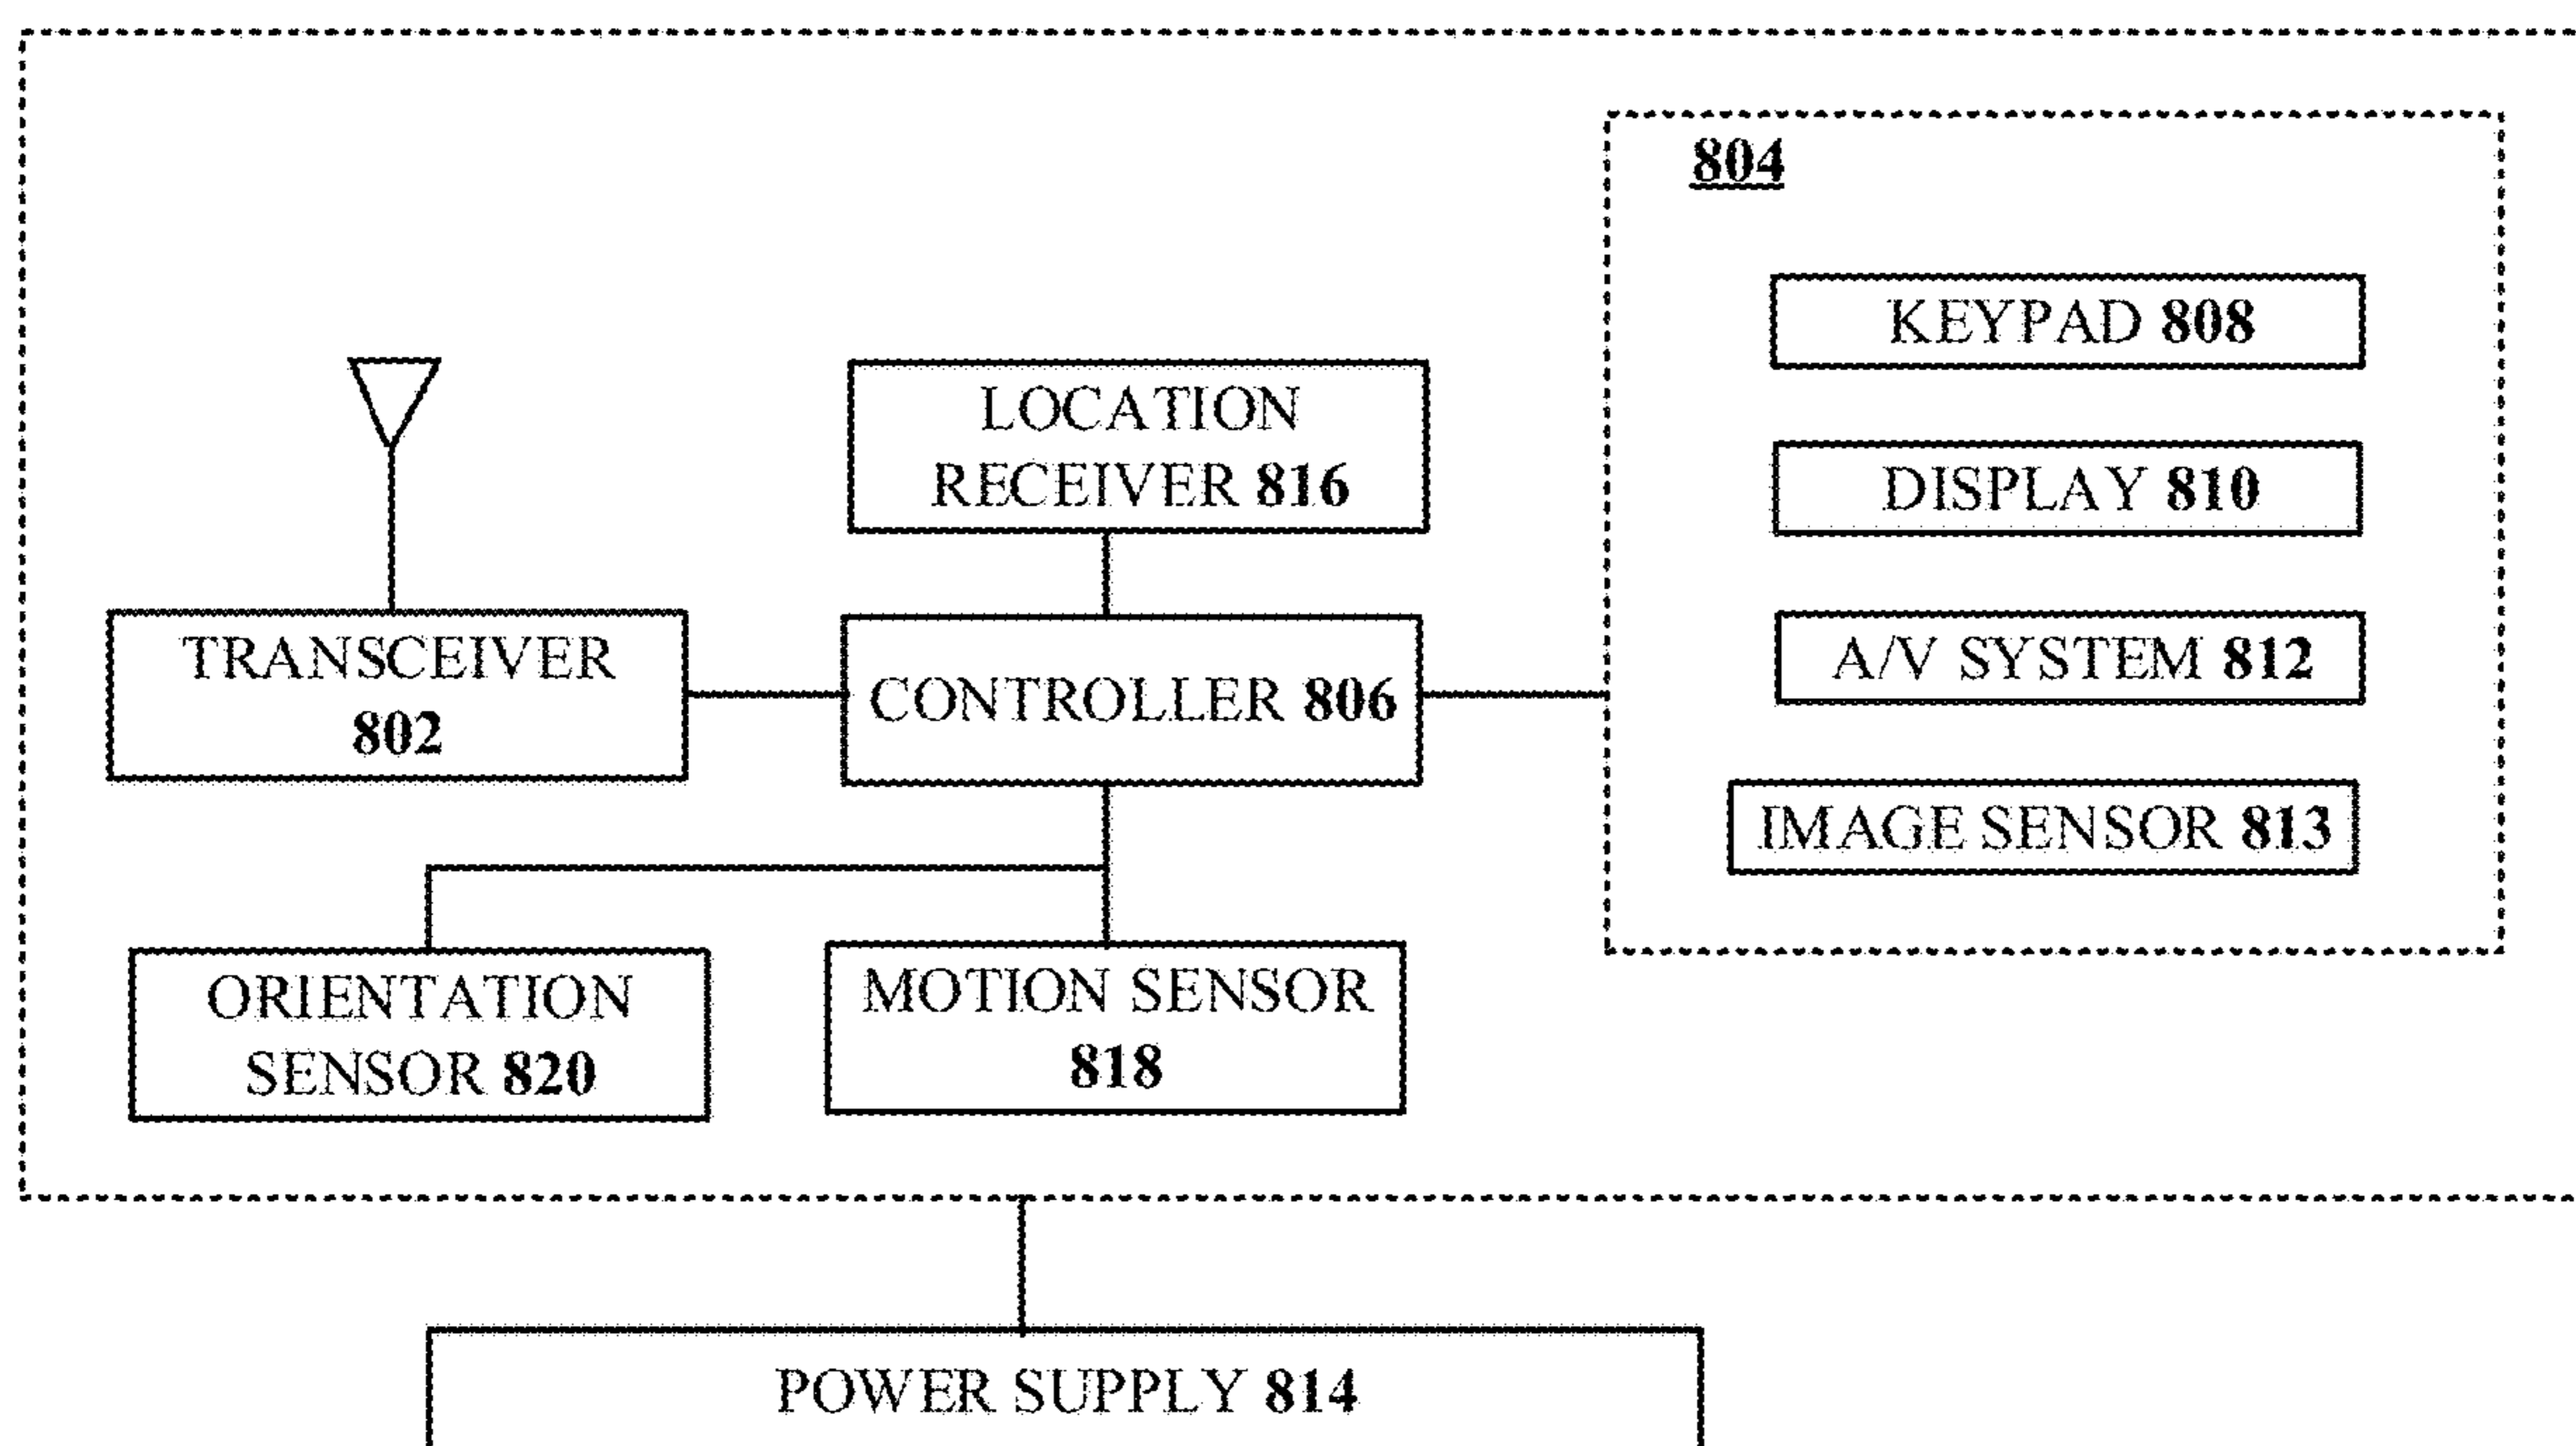 804
KEYPAD 808
LOCATION
RECEIVER 816
DISPLAY 810
TRANSCEIVER
802
CONTROLLER 806
A/V SYSTEM 812
IMAGE SENSOR 813
ORIENTATION
SENSOR 820
MOTION SENSOR
818
POWER SUPPLY 814